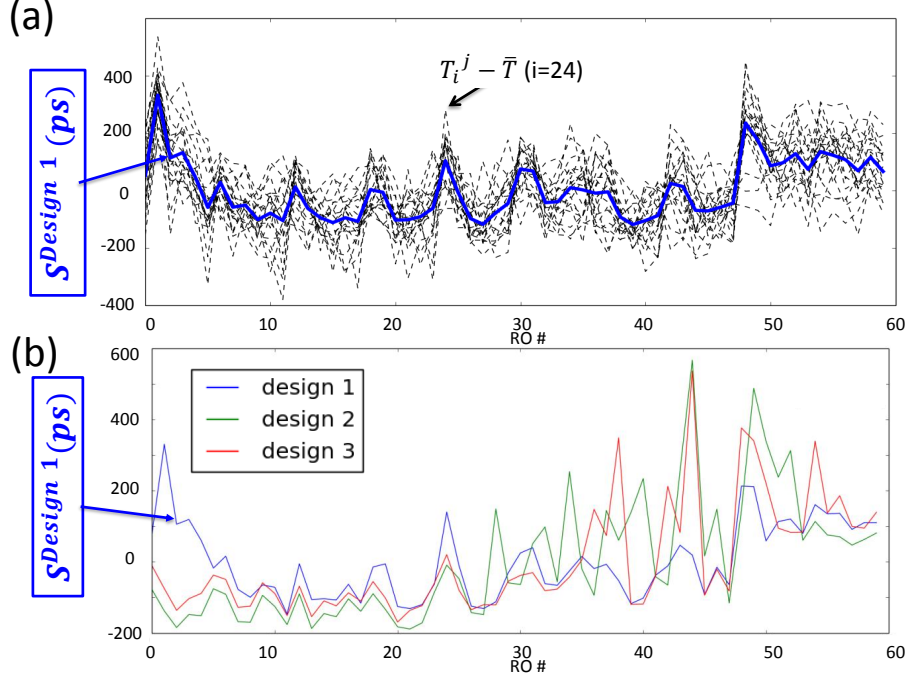 (a)
S^Design 1 (ps)
400
200
0
-200
-400
T_i^j − T̄ (i=24)
0 10 20 30 40 50 60
RO #
(b)
S^Design 1 (ps)
600
400
200
0
-200
design 1
design 2
design 3
0 10 20 30 40 50 60
RO #